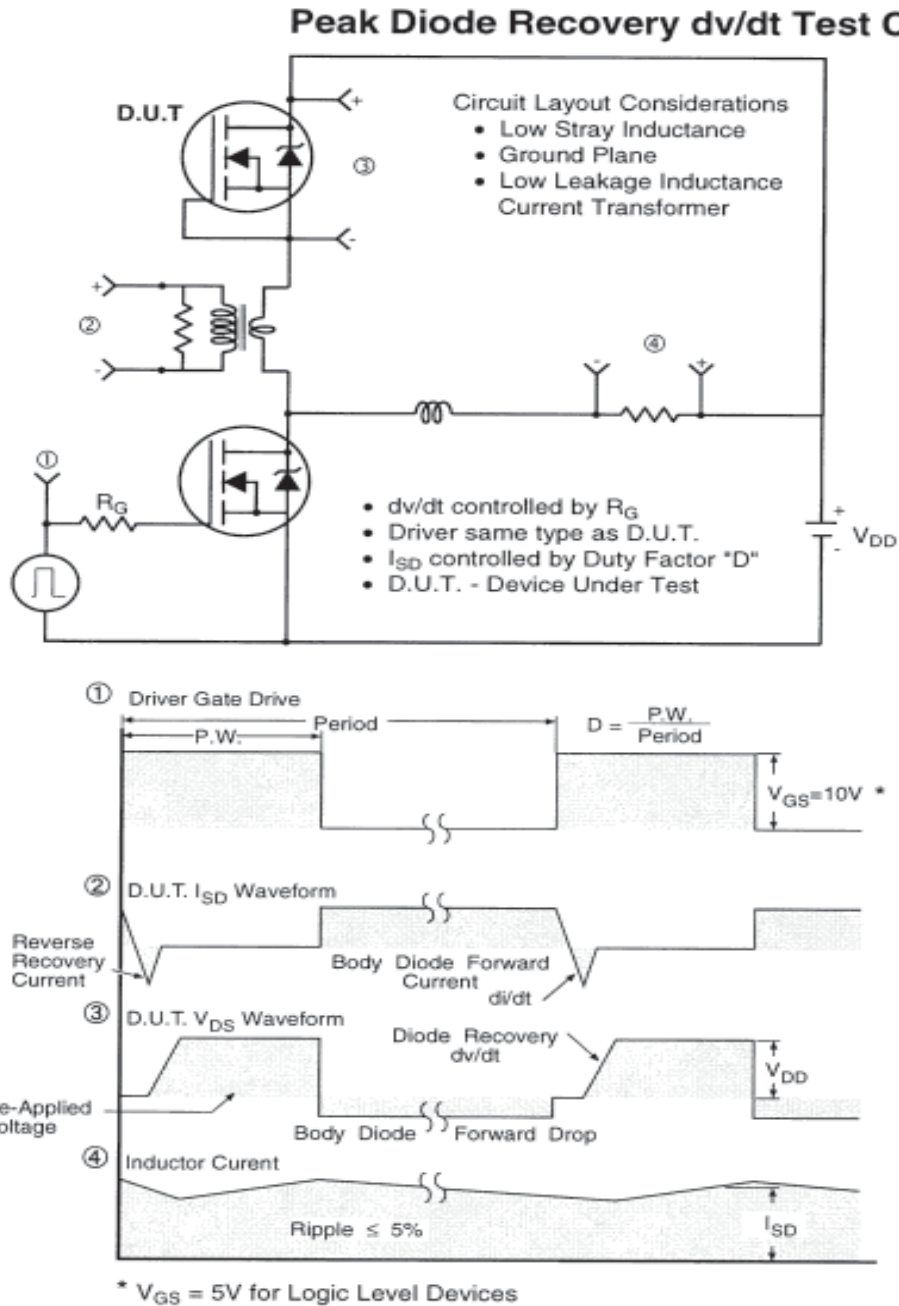 Peak Diode Recovery dv/dt Test C
D.U.T
+
③
-
Circuit Layout Considerations
• Low Stray Inductance
• Ground Plane
• Low Leakage Inductance
Current Transformer
+
②
-
④
-
+
①
RG
• dv/dt controlled by RG
• Driver same type as D.U.T.
• ISD controlled by Duty Factor "D"
• D.U.T. - Device Under Test
+
VDD
-
① Driver Gate Drive
Period
P.W.
D = P.W. / Period
VGS=10V *
② D.U.T. ISD Waveform
Reverse
Recovery
Current
Body Diode Forward
Current
di/dt
③ D.U.T. VDS Waveform
Diode Recovery
dv/dt
VDD
e-Applied
oltage
Body Diode Forward Drop
④ Inductor Curent
Ripple ≤ 5%
ISD
* VGS = 5V for Logic Level Devices